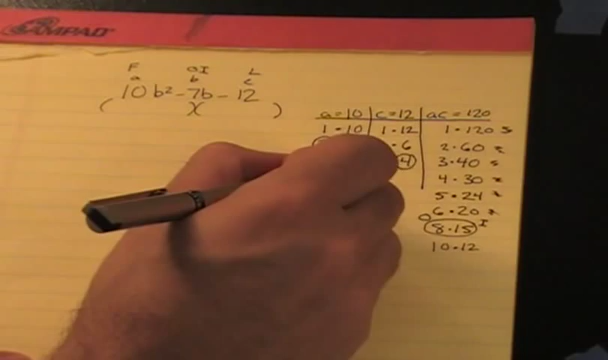 AMPAD
F OI L
a b c
10b² - 7b - 12
( )( )
a = 10 c = 12 ac = 120
1 · 10 1 · 12 1 · 120 s
· 6 2 · 60 z
4 3 · 40 s
4 · 30 z
5 · 24 z
6 · 20 z
O 8 · 15 I
10 · 12